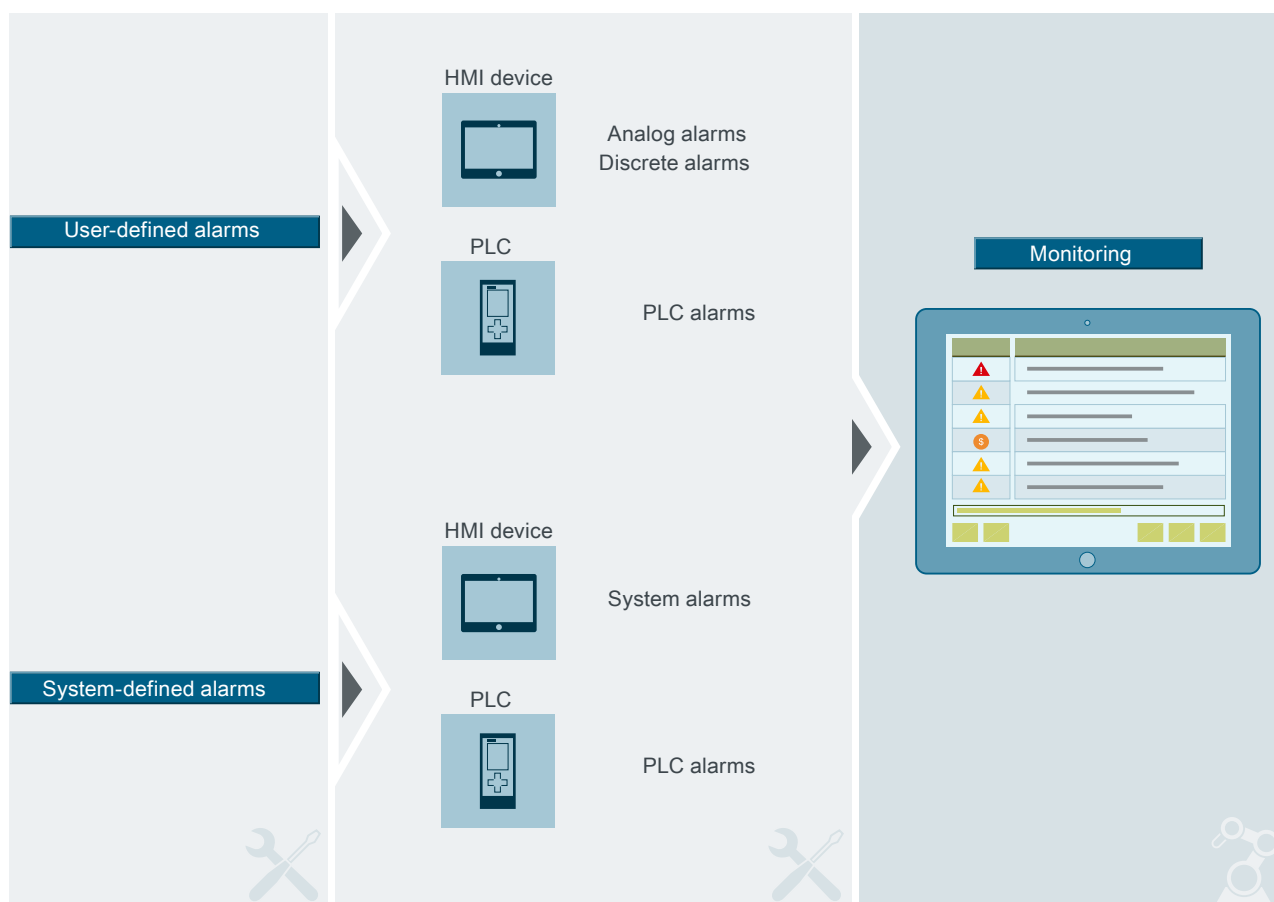 HMI device
Analog alarms
Discrete alarms
User-defined alarms
PLC
PLC alarms
Monitoring
$
HMI device
System alarms
System-defined alarms
PLC
PLC alarms